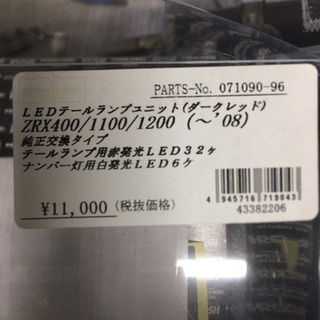 PARTS-No. 071090-96
LEDテールランプユニット(ダークレッド)
ZRX400/1100/1200 (～'08)
純正交換タイプ
テールランプ用赤発光LED32ヶ
ナンバー灯用白発光LED6ヶ
¥11,000 (税抜価格)
4 945716 719043
43382206